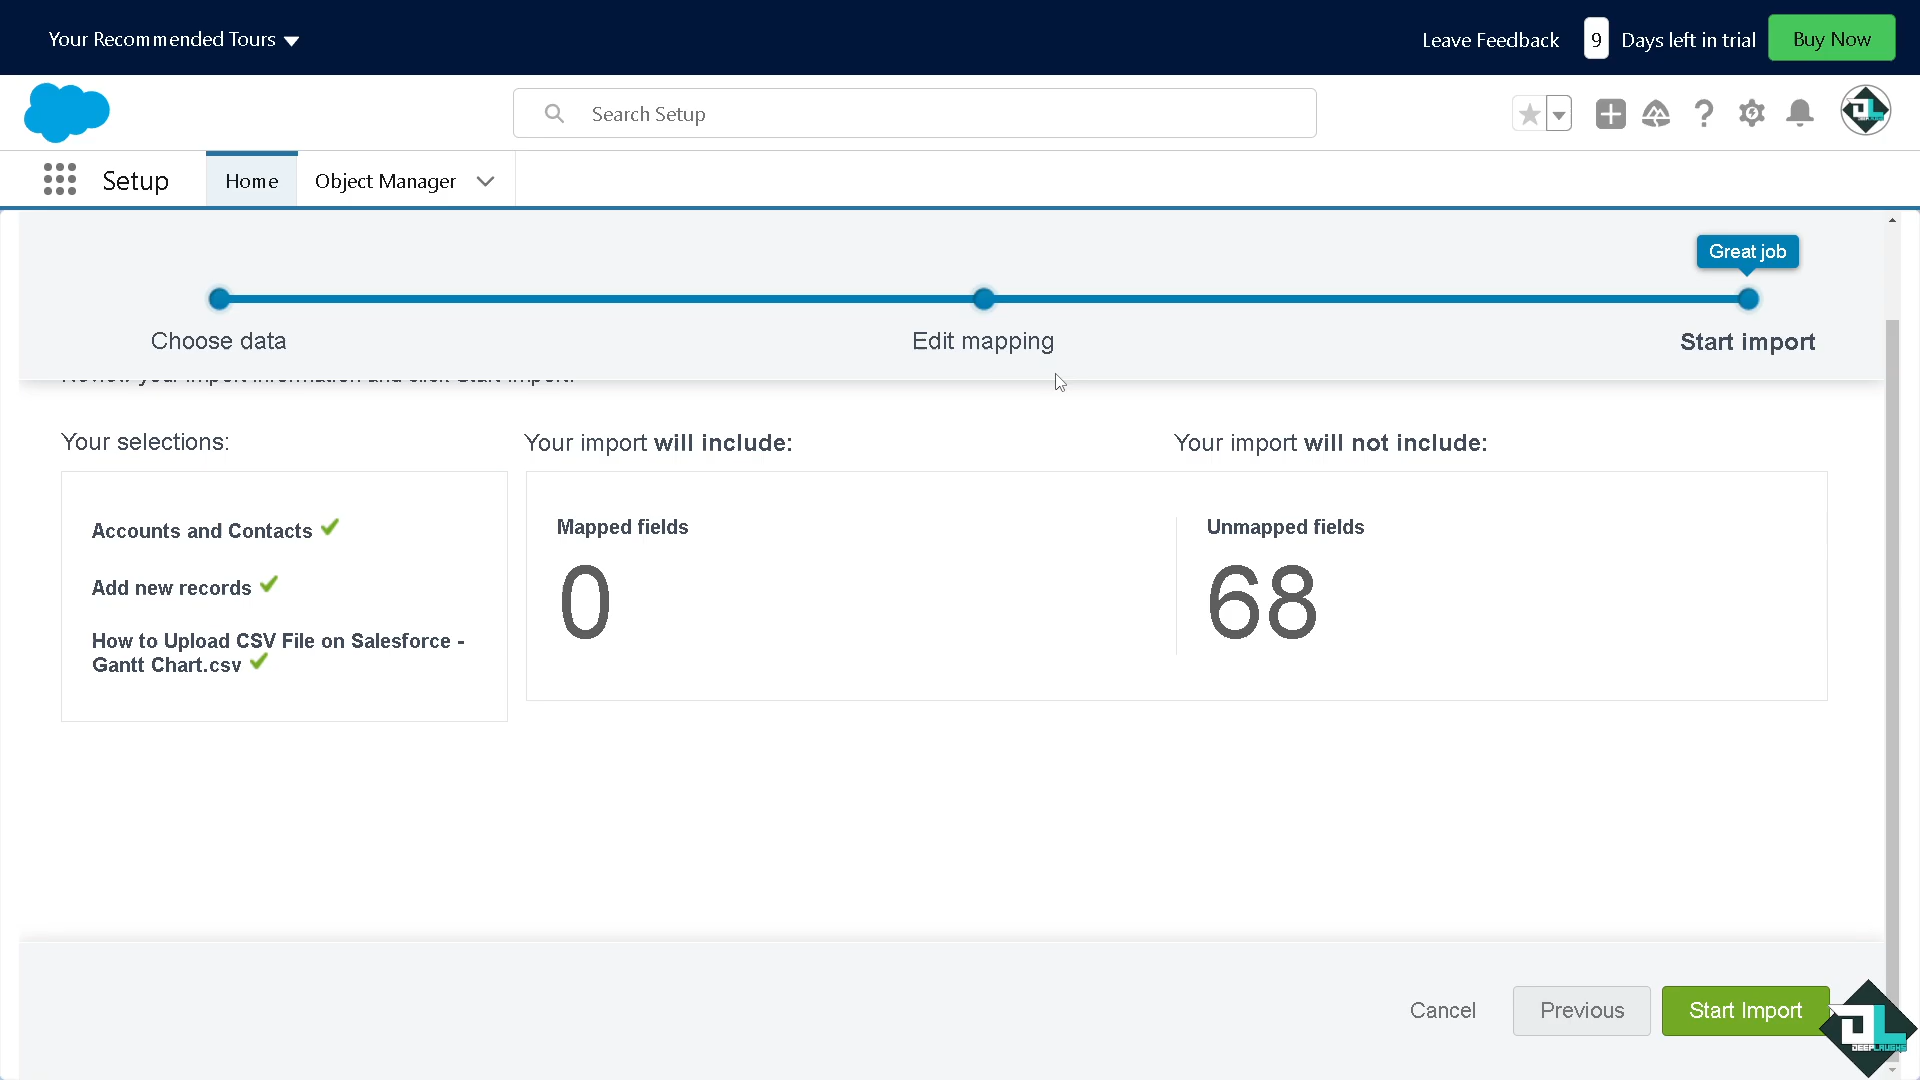 Your Recommended Tours
Leave Feedback
9 Days left in trial
Buy Now
Search Setup
Setup
Home
Object Manager
Great job
Choose data
Edit mapping
Start import
Review your import information and click Start Import.
Your selections:
Your import will include:
Your import will not include:
Accounts and Contacts
Add new records
How to Upload CSV File on Salesforce -
Gantt Chart.csv
Mapped fields
0
Unmapped fields
68
Cancel
Previous
Start Import
DEEPLAUGHS